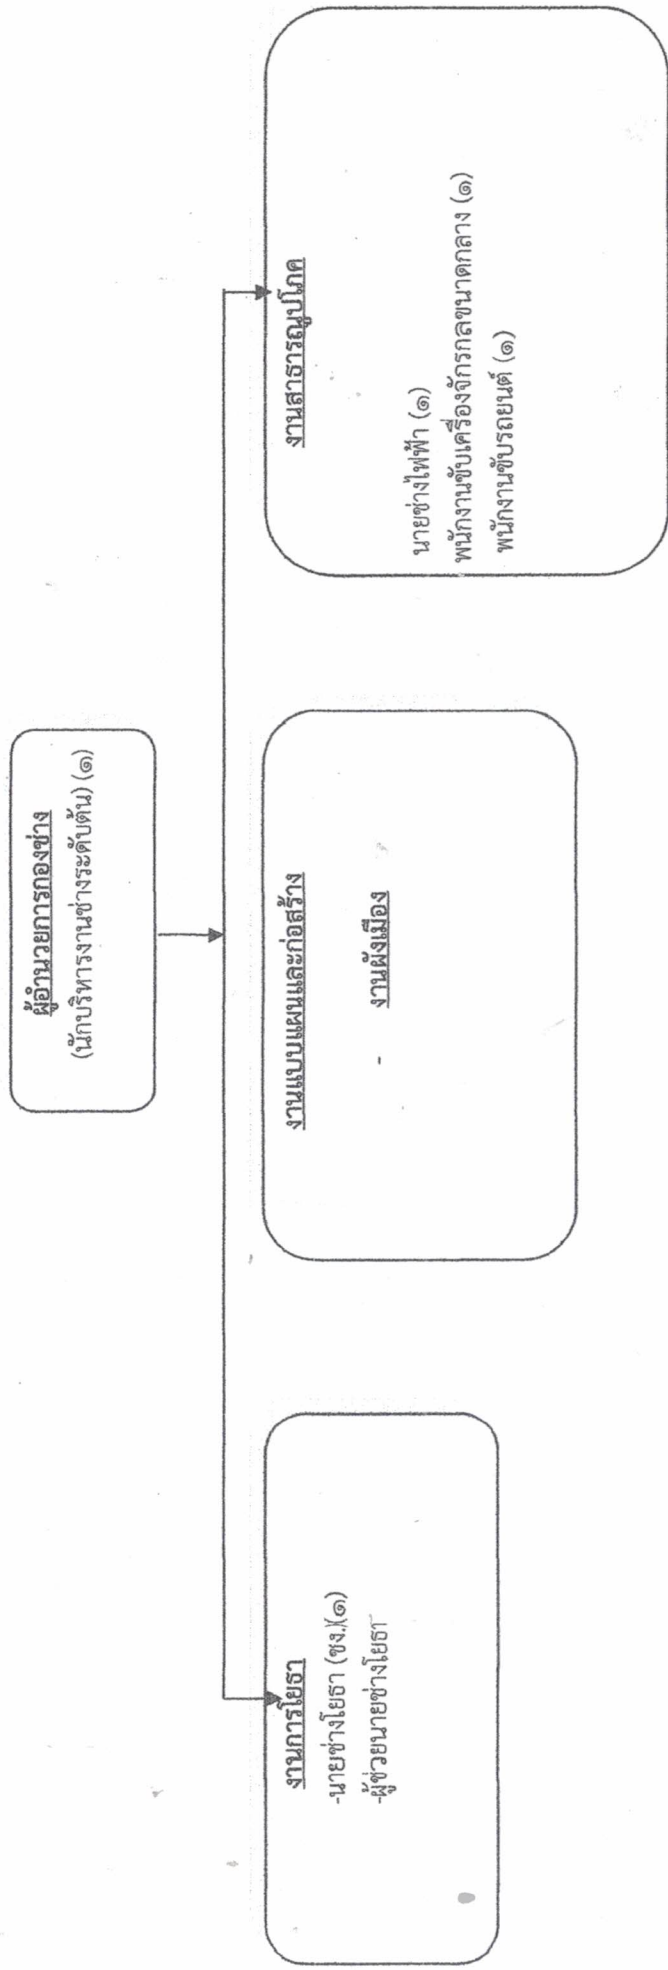 ผู้อำนวยการกองช่าง
(นักบริหารงานช่างระดับต้น) (๑)
งานการโยธา
-นายช่างโยธา (ชง.)(๑)
-ผู้ช่วยนายช่างโยธา
งานแบบแผนและก่อสร้าง
- งานผังเมือง
งานสาธารณูปโภค
นายช่างไฟฟ้า (๑)
พนักงานขับเครื่องจักรกลขนาดกลาง (๑)
พนักงานขับรถยนต์ (๑)